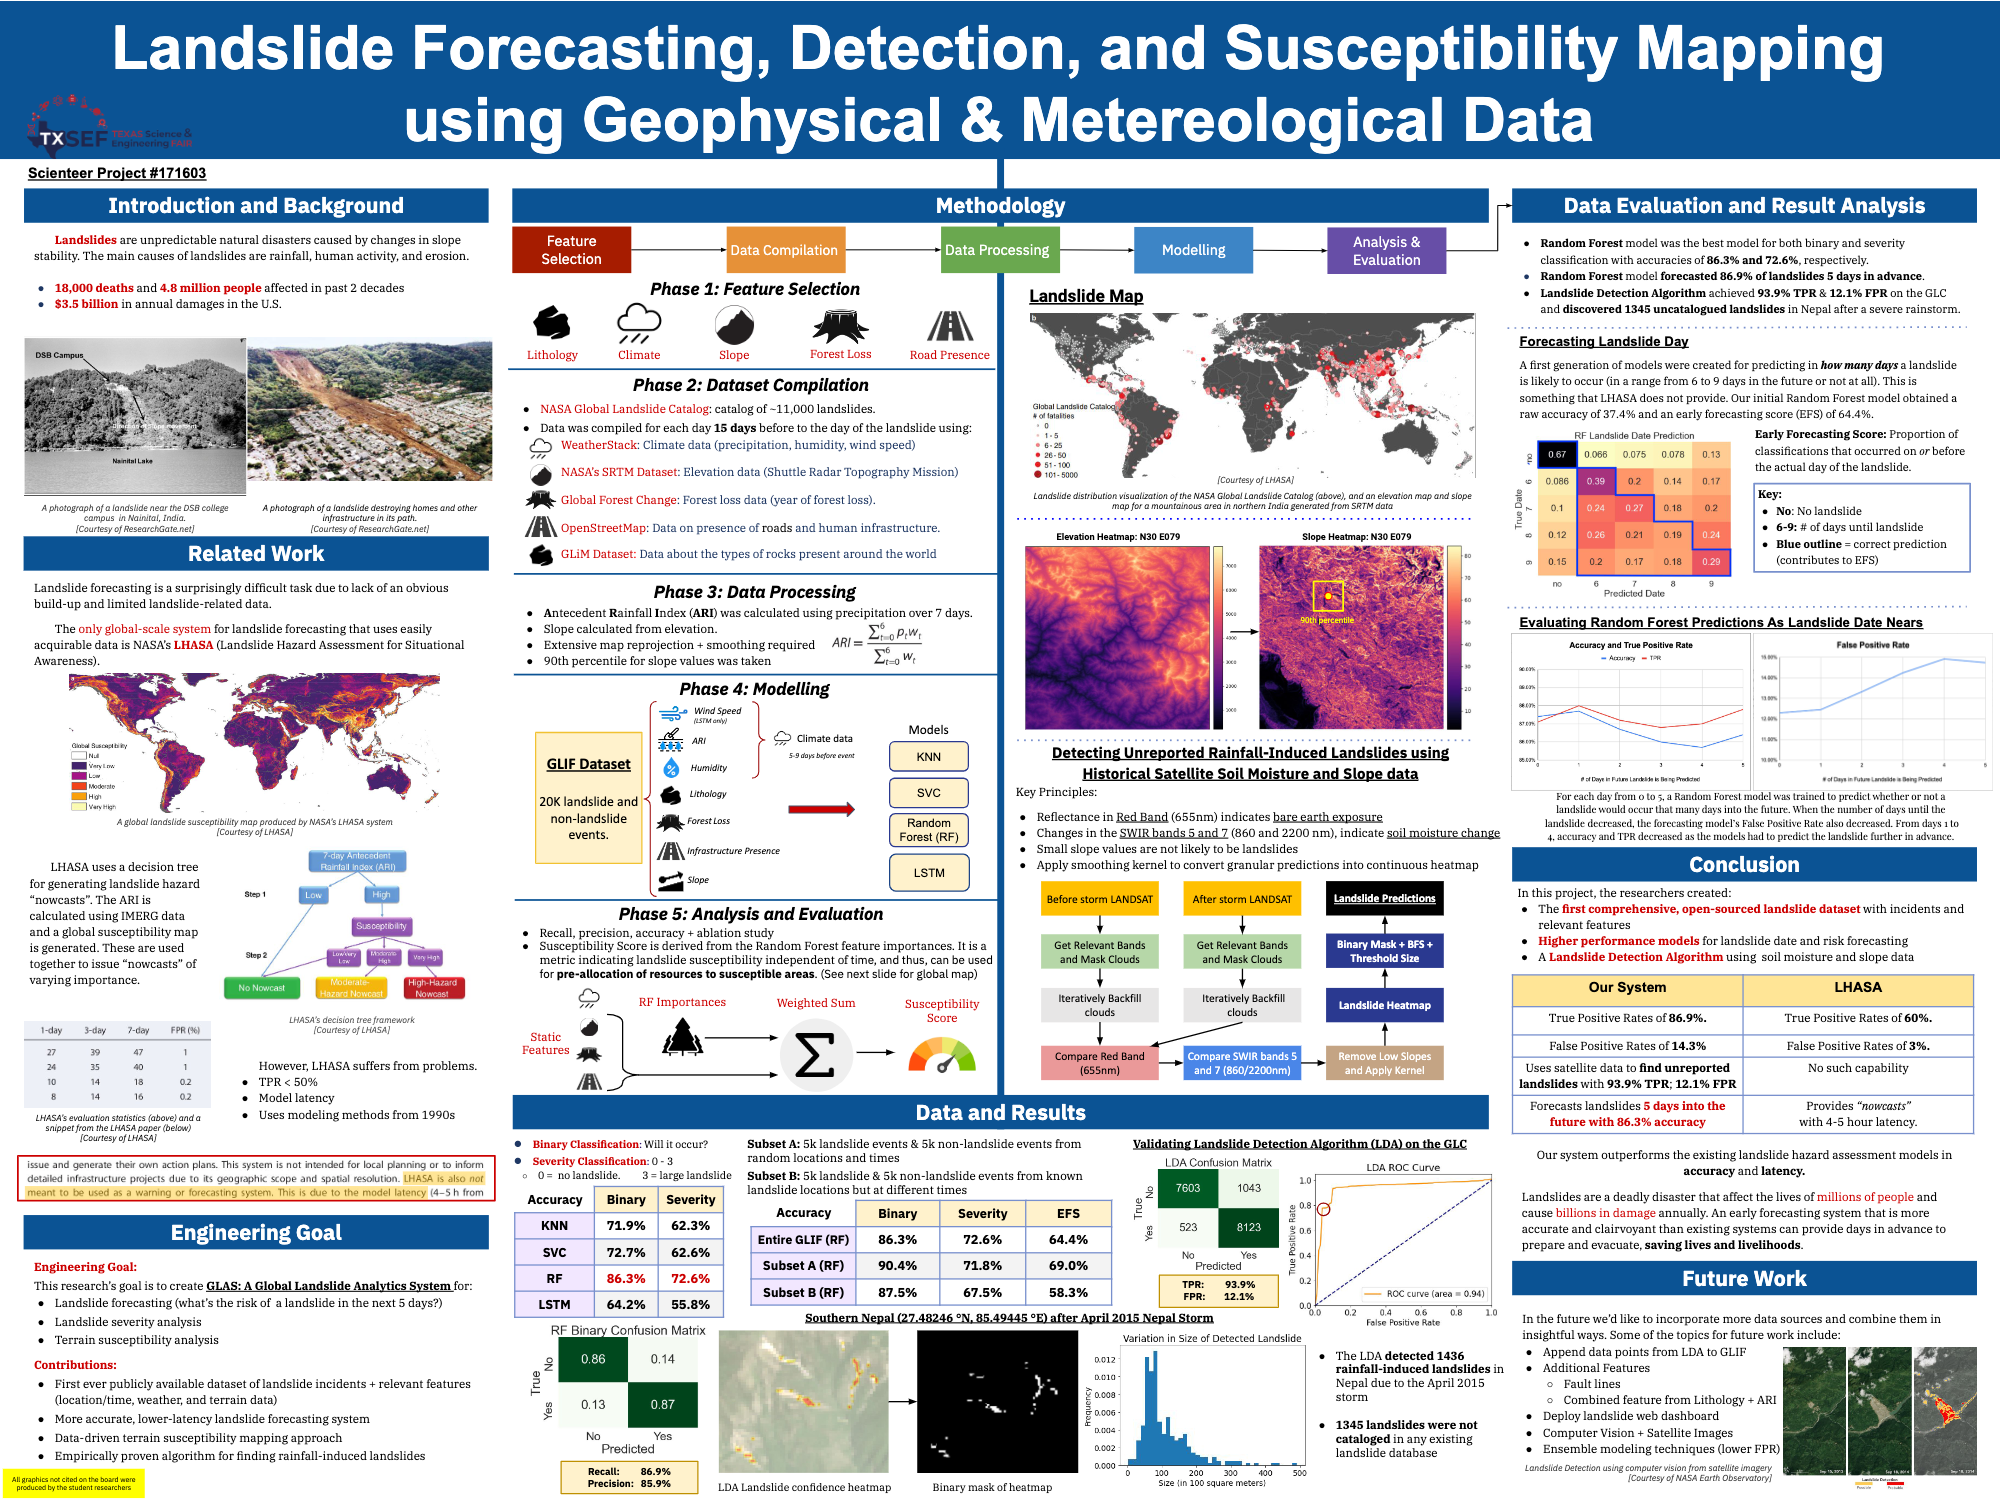 Landslide Forecasting, Detection, and Susceptibility Mapping
using Geophysical & Metereological Data
TXSEF TEXAS Science &
Engineering FAIR
Scienteer Project #171603
Introduction and Background
Landslides are unpredictable natural disasters caused by changes in slope
stability. The main causes of landslides are rainfall, human activity, and erosion.
● 18,000 deaths and 4.8 million people affected in past 2 decades
● $3.5 billion in annual damages in the U.S.
DSB Campus
Direction of Slope movement
Nainital Lake
A photograph of a landslide near the DSB college
campus in Nainital, India.
[Courtesy of ResearchGate.net]
A photograph of a landslide destroying homes and other
infrastructure in its path.
[Courtesy of ResearchGate.net]
Related Work
Landslide forecasting is a surprisingly difficult task due to lack of an obvious
build-up and limited landslide-related data.
The only global-scale system for landslide forecasting that uses easily
acquirable data is NASA's LHASA (Landslide Hazard Assessment for Situational
Awareness).
Global Susceptibility
Null
Very Low
Low
Moderate
High
Very High
A global landslide susceptibility map produced by NASA's LHASA system
[Courtesy of LHASA]
LHASA uses a decision tree
for generating landslide hazard
“nowcasts”. The ARI is
calculated using IMERG data
and a global susceptibility map
is generated. These are used
together to issue “nowcasts” of
varying importance.
7-day Antecedent
Rainfall Index (ARI)
Step 1
Low
High
Susceptibility
Step 2
Low/Very
Low
Moderate
High
Very High
No Nowcast
Moderate-
Hazard Nowcast
High-Hazard
Nowcast
LHASA's decision tree framework
[Courtesy of LHASA]
1-day 3-day 7-day FPR (%)
27 39 47 1
24 35 40 1
10 14 18 0.2
8 14 16 0.2
LHASA's evaluation statistics (above) and a
snippet from the LHASA paper (below)
[Courtesy of LHASA]
However, LHASA suffers from problems.
● TPR < 50%
● Model latency
● Uses modeling methods from 1990s
issue and generate their own action plans. This system is not intended for local planning or to inform
detailed infrastructure projects due to its geographic scope and spatial resolution. LHASA is also not
meant to be used as a warning or forecasting system. This is due to the model latency (4–5 h from
Engineering Goal
Engineering Goal:
This research's goal is to create GLAS: A Global Landslide Analytics System for:
● Landslide forecasting (what's the risk of a landslide in the next 5 days?)
● Landslide severity analysis
● Terrain susceptibility analysis
Contributions:
● First ever publicly available dataset of landslide incidents + relevant features
(location/time, weather, and terrain data)
● More accurate, lower-latency landslide forecasting system
● Data-driven terrain susceptibility mapping approach
● Empirically proven algorithm for finding rainfall-induced landslides
All graphics not cited on the board were
produced by the student researchers
Methodology
Feature
Selection
Data Compilation
Data Processing
Modelling
Analysis &
Evaluation
Phase 1: Feature Selection
Lithology Climate Slope Forest Loss Road Presence
Phase 2: Dataset Compilation
● NASA Global Landslide Catalog: catalog of ~11,000 landslides.
● Data was compiled for each day 15 days before to the day of the landslide using:
WeatherStack: Climate data (precipitation, humidity, wind speed)
NASA's SRTM Dataset: Elevation data (Shuttle Radar Topography Mission)
Global Forest Change: Forest loss data (year of forest loss).
OpenStreetMap: Data on presence of roads and human infrastructure.
GLiM Dataset: Data about the types of rocks present around the world
Phase 3: Data Processing
● Antecedent Rainfall Index (ARI) was calculated using precipitation over 7 days.
● Slope calculated from elevation.
● Extensive map reprojection + smoothing required
● 90th percentile for slope values was taken
ARI = ∑⁶ₜ₌₀ pₜwₜ / ∑⁶ₜ₌₀ wₜ
Phase 4: Modelling
GLIF Dataset
20K landslide and
non-landslide
events.
Wind Speed
(LSTM only)
ARI
Humidity
Lithology
Forest Loss
Infrastructure Presence
Slope
Climate data
5-9 days before event
Models
KNN
SVC
Random
Forest (RF)
LSTM
Phase 5: Analysis and Evaluation
● Recall, precision, accuracy + ablation study
● Susceptibility Score is derived from the Random Forest feature importances. It is a
metric indicating landslide susceptibility independent of time, and thus, can be used
for pre-allocation of resources to susceptible areas. (See next slide for global map)
Static
Features
RF Importances
Weighted Sum
Σ
Susceptibility
Score
Landslide Map
b
Global Landslide Catalog
# of fatalities
0
1 - 5
6 - 25
26 - 50
51 - 100
101 - 5000
[Courtesy of LHASA]
Landslide distribution visualization of the NASA Global Landslide Catalog (above), and an elevation map and slope
map for a mountainous area in northern India generated from SRTM data
Elevation Heatmap: N30 E079
7000
6000
5000
4000
3000
2000
1000
Slope Heatmap: N30 E079
90th percentile
80
70
60
50
40
30
20
10
Detecting Unreported Rainfall-Induced Landslides using
Historical Satellite Soil Moisture and Slope data
Key Principles:
● Reflectance in Red Band (655nm) indicates bare earth exposure
● Changes in the SWIR bands 5 and 7 (860 and 2200 nm), indicate soil moisture change
● Small slope values are not likely to be landslides
● Apply smoothing kernel to convert granular predictions into continuous heatmap
Before storm LANDSAT
After storm LANDSAT
Landslide Predictions
Get Relevant Bands
and Mask Clouds
Get Relevant Bands
and Mask Clouds
Binary Mask + BFS +
Threshold Size
Iteratively Backfill
clouds
Iteratively Backfill
clouds
Landslide Heatmap
Compare Red Band
(655nm)
Compare SWIR bands 5
and 7 (860/2200nm)
Remove Low Slopes
and Apply Kernel
Data and Results
● Binary Classification: Will it occur?
● Severity Classification: 0 - 3
○ 0 = no landslide. 3 = large landslide
Accuracy Binary Severity
KNN 71.9% 62.3%
SVC 72.7% 62.6%
RF 86.3% 72.6%
LSTM 64.2% 55.8%
Subset A: 5k landslide events & 5k non-landslide events from
random locations and times
Subset B: 5k landslide & 5k non-landslide events from known
landslide locations but at different times
Accuracy Binary Severity EFS
Entire GLIF (RF) 86.3% 72.6% 64.4%
Subset A (RF) 90.4% 71.8% 69.0%
Subset B (RF) 87.5% 67.5% 58.3%
Validating Landslide Detection Algorithm (LDA) on the GLC
LDA Confusion Matrix
True
No 7603 1043
Yes 523 8123
No Yes
Predicted
TPR: 93.9%
FPR: 12.1%
LDA ROC Curve
True Positive Rate
1.0
0.8
0.6
0.4
0.2
0.0
ROC curve (area = 0.94)
0.0 0.2 0.4 0.6 0.8 1.0
False Positive Rate
Southern Nepal (27.48246 °N, 85.49445 °E) after April 2015 Nepal Storm
RF Binary Confusion Matrix
True
No 0.86 0.14
Yes 0.13 0.87
No Yes
Predicted
Recall: 86.9%
Precision: 85.9%
LDA Landslide confidence heatmap
Binary mask of heatmap
Variation in Size of Detected Landslide
Frequency
0.012
0.010
0.008
0.006
0.004
0.002
0.000
0 100 200 300 400 500
Size (in 100 square meters)
● The LDA detected 1436
rainfall-induced landslides in
Nepal due to the April 2015
storm
● 1345 landslides were not
cataloged in any existing
landslide database
Data Evaluation and Result Analysis
● Random Forest model was the best model for both binary and severity
classification with accuracies of 86.3% and 72.6%, respectively.
● Random Forest model forecasted 86.9% of landslides 5 days in advance.
● Landslide Detection Algorithm achieved 93.9% TPR & 12.1% FPR on the GLC
and discovered 1345 uncatalogued landslides in Nepal after a severe rainstorm.
Forecasting Landslide Day
A first generation of models were created for predicting in how many days a landslide
is likely to occur (in a range from 6 to 9 days in the future or not at all). This is
something that LHASA does not provide. Our initial Random Forest model obtained a
raw accuracy of 37.4% and an early forecasting score (EFS) of 64.4%.
RF Landslide Date Prediction
True Date
no 0.67 0.066 0.075 0.078 0.13
6 0.086 0.39 0.2 0.14 0.17
7 0.1 0.24 0.27 0.18 0.2
8 0.12 0.26 0.21 0.19 0.24
9 0.15 0.2 0.17 0.18 0.29
no 6 7 8 9
Predicted Date
Early Forecasting Score: Proportion of
classifications that occurred on or before
the actual day of the landslide.
Key:
● No: No landslide
● 6-9: # of days until landslide
● Blue outline = correct prediction
(contributes to EFS)
Evaluating Random Forest Predictions As Landslide Date Nears
Accuracy and True Positive Rate
Accuracy TPR
90.00%
89.00%
88.00%
87.00%
86.00%
85.00%
0 1 2 3 4 5
# of Days in Future Landslide is Being Predicted
False Positive Rate
15.00%
14.00%
13.00%
12.00%
11.00%
10.00%
0 1 2 3 4 5
# of Days in Future Landslide is Being Predicted
For each day from 0 to 5, a Random Forest model was trained to predict whether or not a
landslide would occur that many days into the future. When the number of days until the
landslide decreased, the forecasting model's False Positive Rate also decreased. From days 1 to
4, accuracy and TPR decreased as the models had to predict the landslide further in advance.
Conclusion
In this project, the researchers created:
● The first comprehensive, open-sourced landslide dataset with incidents and
relevant features
● Higher performance models for landslide date and risk forecasting
● A Landslide Detection Algorithm using soil moisture and slope data
Our System LHASA
True Positive Rates of 86.9%. True Positive Rates of 60%.
False Positive Rates of 14.3% False Positive Rates of 3%.
Uses satellite data to find unreported
landslides with 93.9% TPR; 12.1% FPR
No such capability
Forecasts landslides 5 days into the
future with 86.3% accuracy
Provides “nowcasts”
with 4-5 hour latency.
Our system outperforms the existing landslide hazard assessment models in
accuracy and latency.
Landslides are a deadly disaster that affect the lives of millions of people and
cause billions in damage annually. An early forecasting system that is more
accurate and clairvoyant than existing systems can provide days in advance to
prepare and evacuate, saving lives and livelihoods.
Future Work
In the future we'd like to incorporate more data sources and combine them in
insightful ways. Some of the topics for future work include:
● Append data points from LDA to GLIF
● Additional Features
○ Fault lines
○ Combined feature from Lithology + ARI
● Deploy landslide web dashboard
● Computer Vision + Satellite Images
● Ensemble modeling techniques (lower FPR)
Landslide Detection using computer vision from satellite imagery
[Courtesy of NASA Earth Observatory]
Landslide Detection